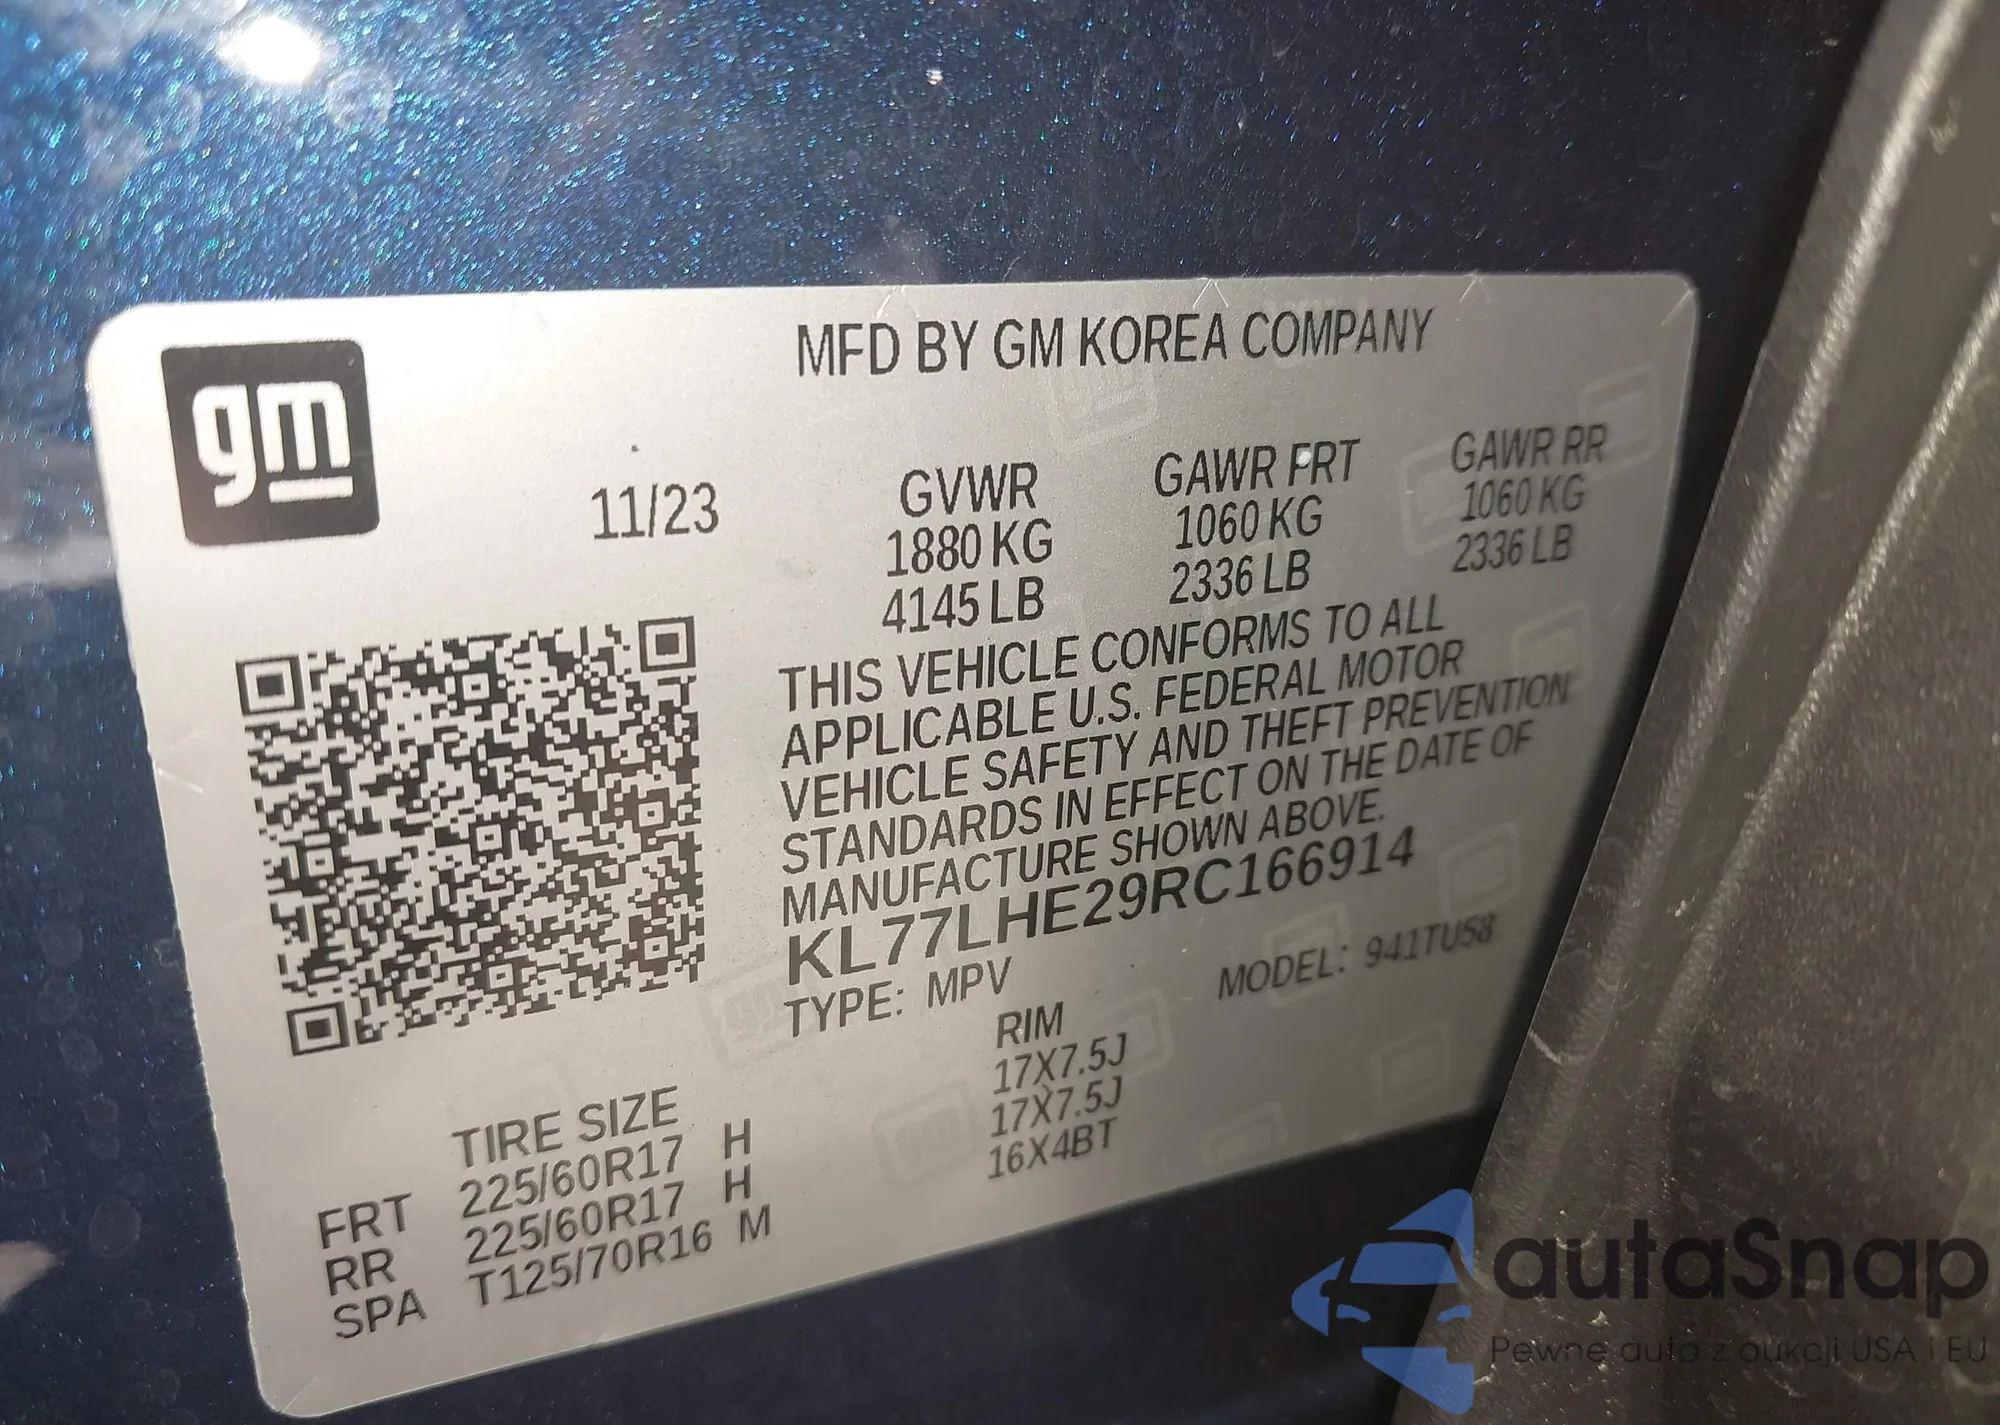 gm
MFD BY GM KOREA COMPANY
11/23
GVWR
1880 KG
4145 LB
GAWR FRT
1060 KG
2336 LB
GAWR RR
1060 KG
2336 LB
THIS VEHICLE CONFORMS TO ALL
APPLICABLE U.S. FEDERAL MOTOR
VEHICLE SAFETY AND THEFT PREVENTION
STANDARDS IN EFFECT ON THE DATE OF
MANUFACTURE SHOWN ABOVE.
KL77LHE29RC166914
TYPE: MPV MODEL: 941TU58
TIRE SIZE RIM
FRT 225/60R17 H 17X7.5J
RR 225/60R17 H 17X7.5J
SPA T125/70R16 M 16X4BT
autaSnap
Pewne auta z aukcji USA i EU